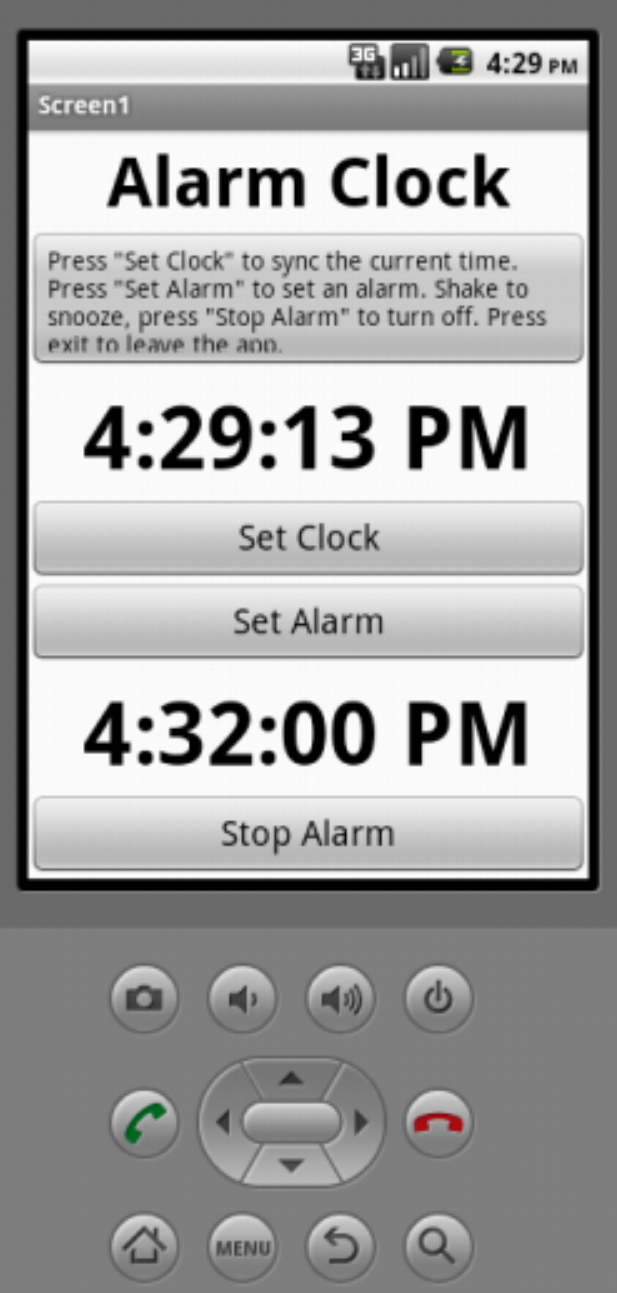 3G 4:29 PM
Screen1
Alarm Clock
Press "Set Clock" to sync the current time.
Press "Set Alarm" to set an alarm. Shake to
snooze, press "Stop Alarm" to turn off. Press
exit to leave the app.
4:29:13 PM
Set Clock
Set Alarm
4:32:00 PM
Stop Alarm
MENU